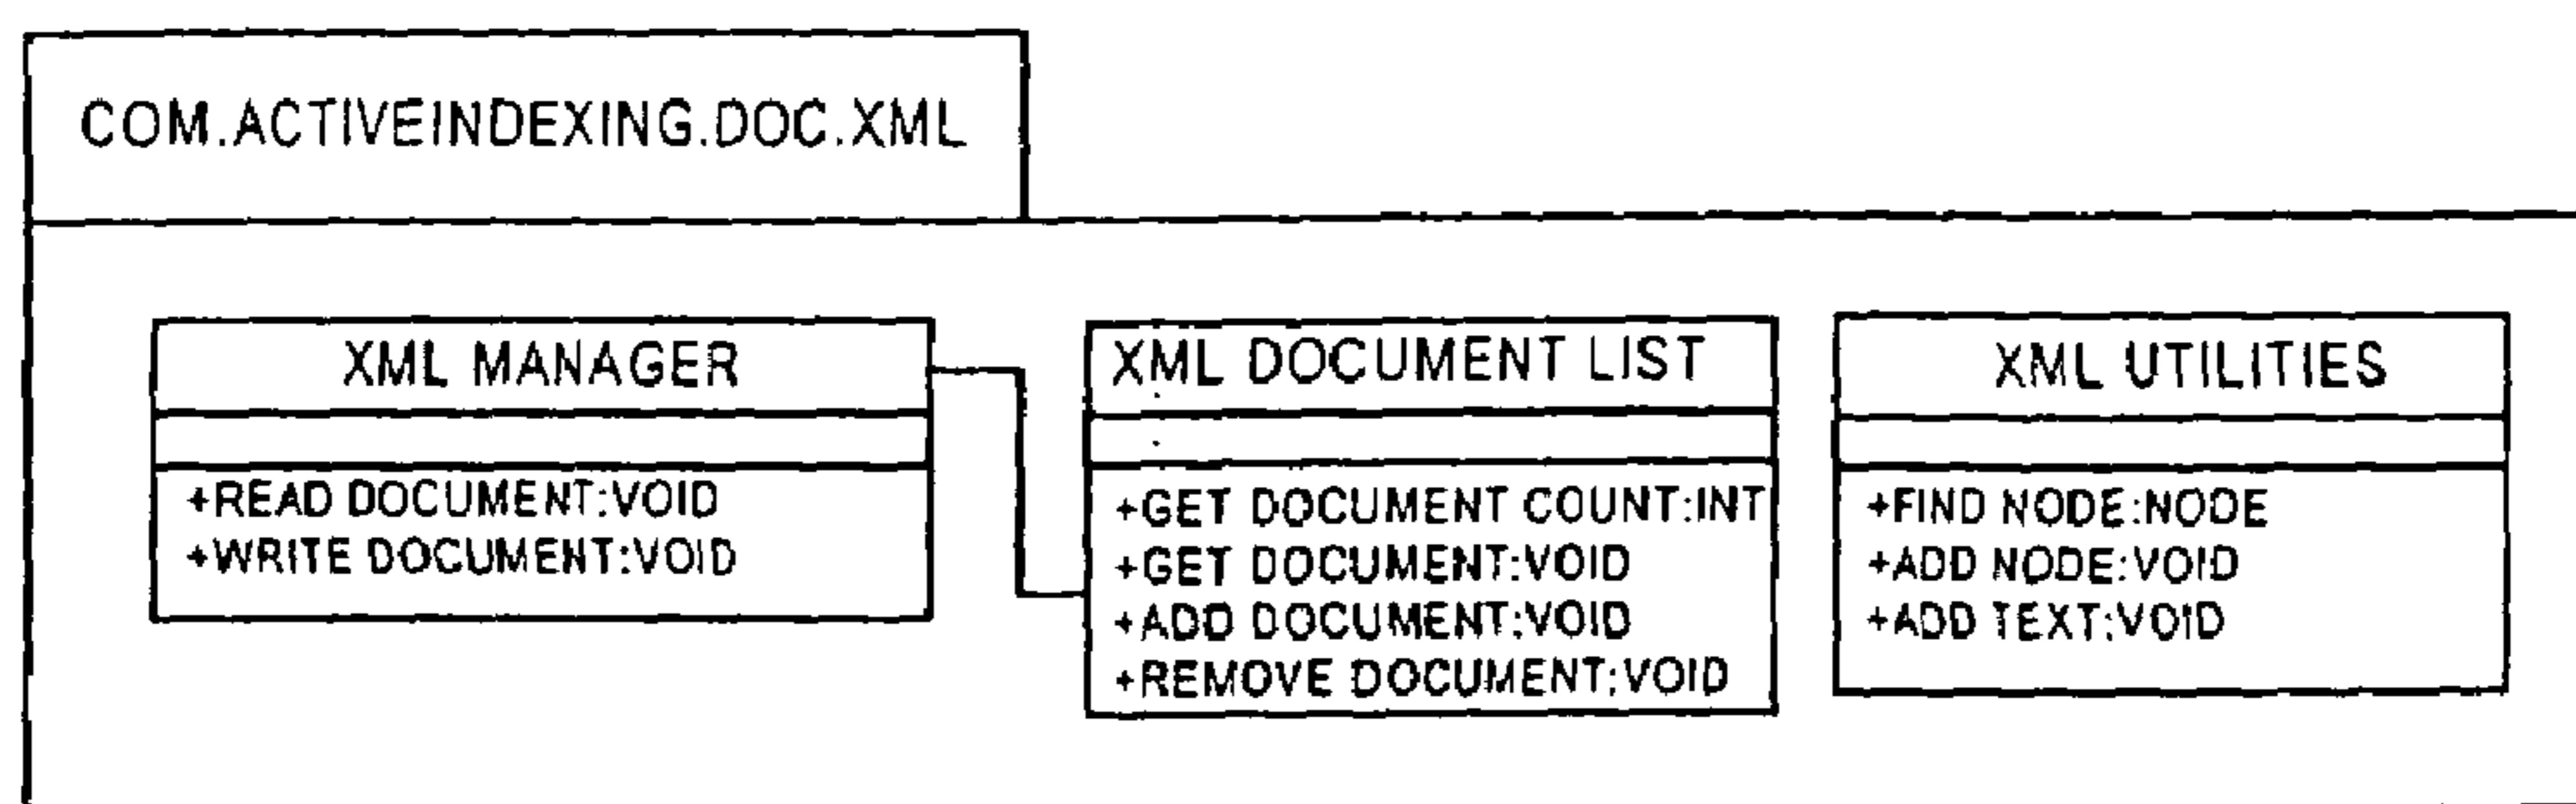 COM.ACTIVEINDEXING.DOC.XML
XML MANAGER
+READ DOCUMENT:VOID
+WRITE DOCUMENT:VOID
XML DOCUMENT LIST
+GET DOCUMENT COUNT:INT
+GET DOCUMENT:VOID
+ADD DOCUMENT:VOID
+REMOVE DOCUMENT:VOID
XML UTILITIES
+FIND NODE:NODE
+ADD NODE:VOID
+ADD TEXT:VOID